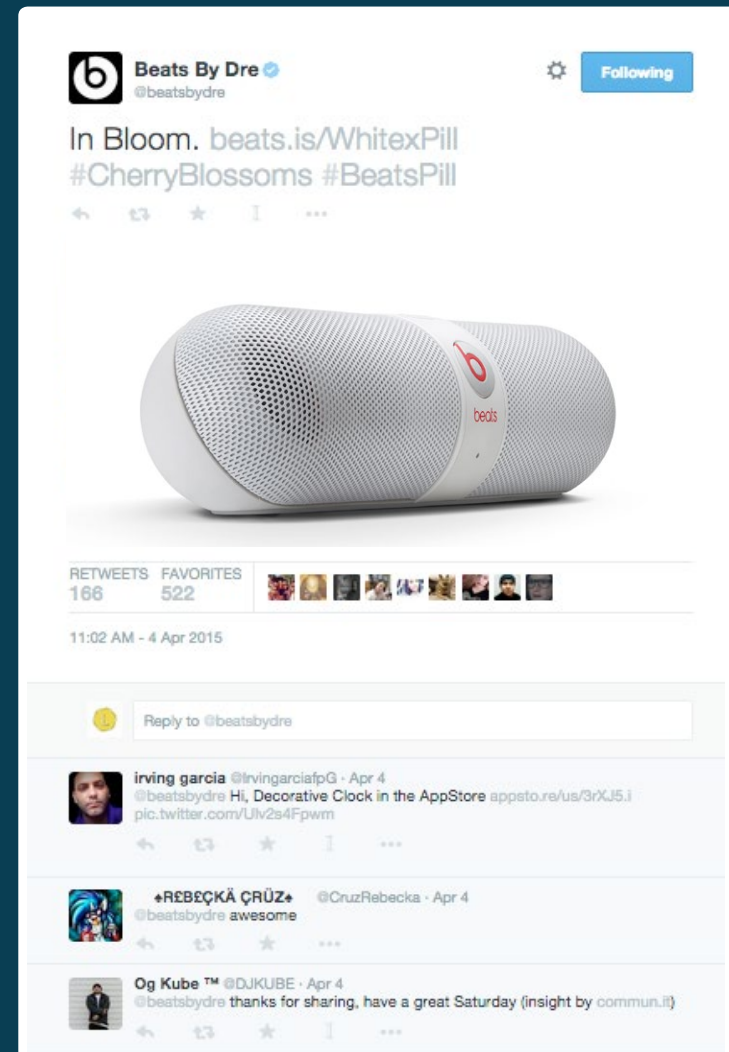 Beats By Dre
@beatsbydre
Following
In Bloom. beats.is/WhitexPill
#CherryBlossoms #BeatsPill
b
beats
RETWEETS FAVORITES
166 522
11:02 AM - 4 Apr 2015
Reply to @beatsbydre
irving garcia @IrvingarciafpG · Apr 4
@beatsbydre Hi, Decorative Clock in the AppStore appsto.re/us/3rXJ5.i
pic.twitter.com/Ulv2s4Fpwm
♠R£B£ÇKÄ ÇRÜZ♠ @CruzRebecka · Apr 4
@beatsbydre awesome
Og Kube ™ @DJKUBE · Apr 4
@beatsbydre thanks for sharing, have a great Saturday (insight by commun.it)